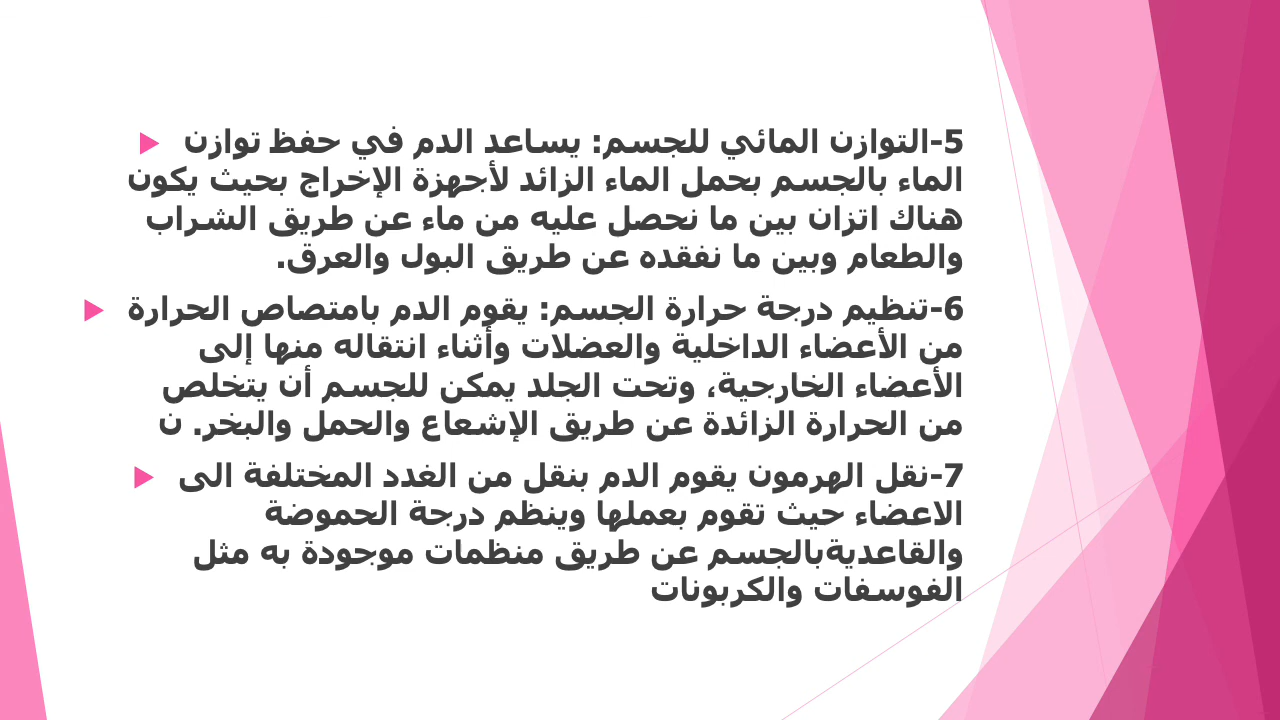 5-التوازن المائي للجسم: يساعد الدم في حفظ توازن
الماء بالجسم بحمل الماء الزائد لأجهزة الإخراج بحيث يكون
هناك اتزان بين ما نحصل عليه من ماء عن طريق الشراب
والطعام وبين ما نفقده عن طريق البول والعرق.
6-تنظيم درجة حرارة الجسم: يقوم الدم بامتصاص الحرارة
من الأعضاء الداخلية والعضلات وأثناء انتقاله منها إلى
الأعضاء الخارجية، وتحت الجلد يمكن للجسم أن يتخلص
من الحرارة الزائدة عن طريق الإشعاع والحمل والبخر. ن
7-نقل الهرمون يقوم الدم بنقل من الغدد المختلفة الى
الاعضاء حيث تقوم بعملها وينظم درجة الحموضة
والقاعديةبالجسم عن طريق منظمات موجودة به مثل
الفوسفات والكربونات